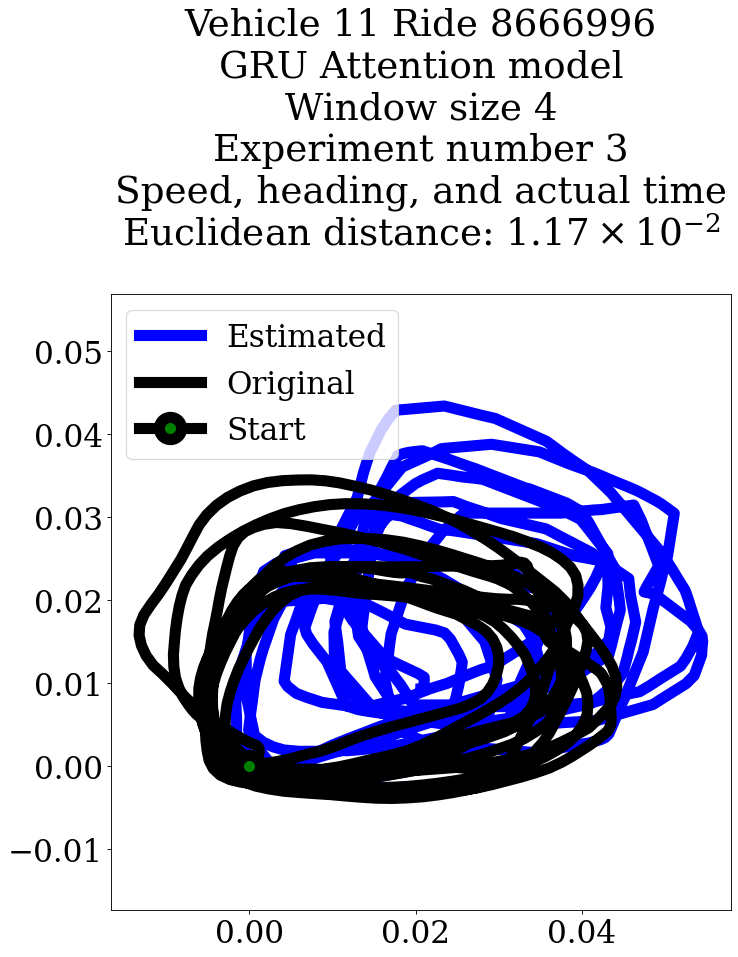 Vehicle 11 Ride 8666996
GRU Attention model
Window size 4
Experiment number 3
Speed, heading, and actual time
Euclidean distance: 1.17 × 10⁻²
Estimated
Original
Start
0.05
0.04
0.03
0.02
0.01
0.00
−0.01
0.00 0.02 0.04